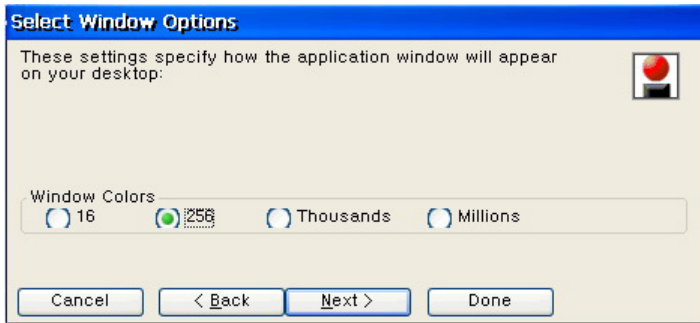 Select Window Options
These settings specify how the application window will appear
on your desktop:
Window Colors
16 256 Thousands Millions
Cancel < Back Next > Done